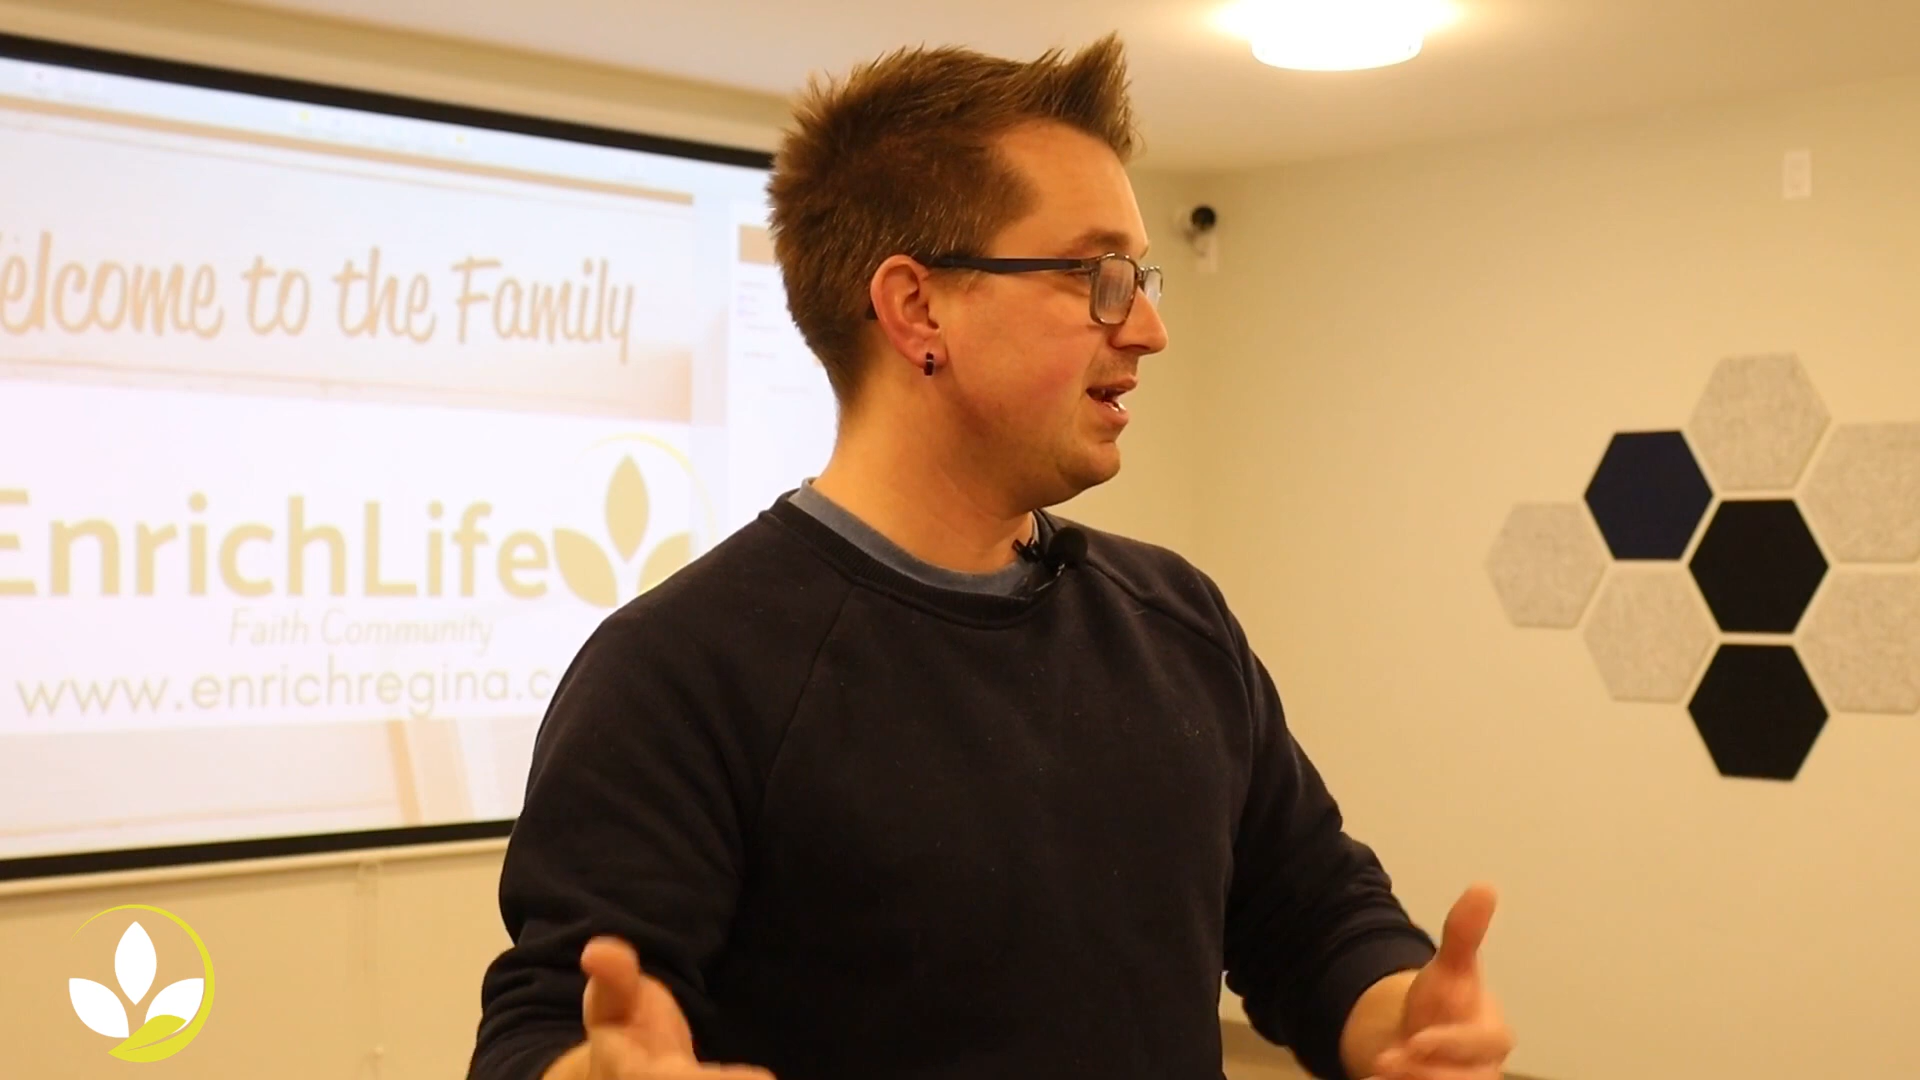 elcome to the Family
EnrichLife
Faith Community
www.enrichregina.c